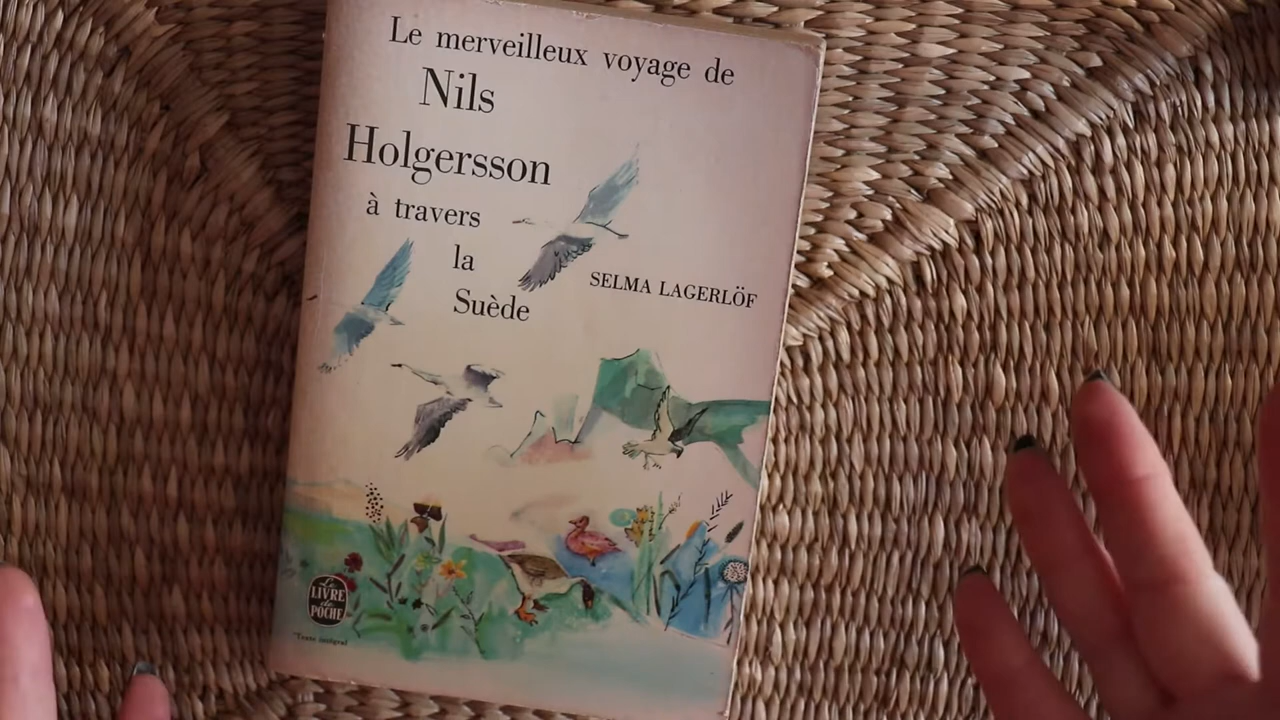 Le merveilleux voyage de
Nils
Holgersson
à travers
la
Suède
SELMA LAGERLÖF
Le
LIVRE
de
POCHE
*Texte intégral